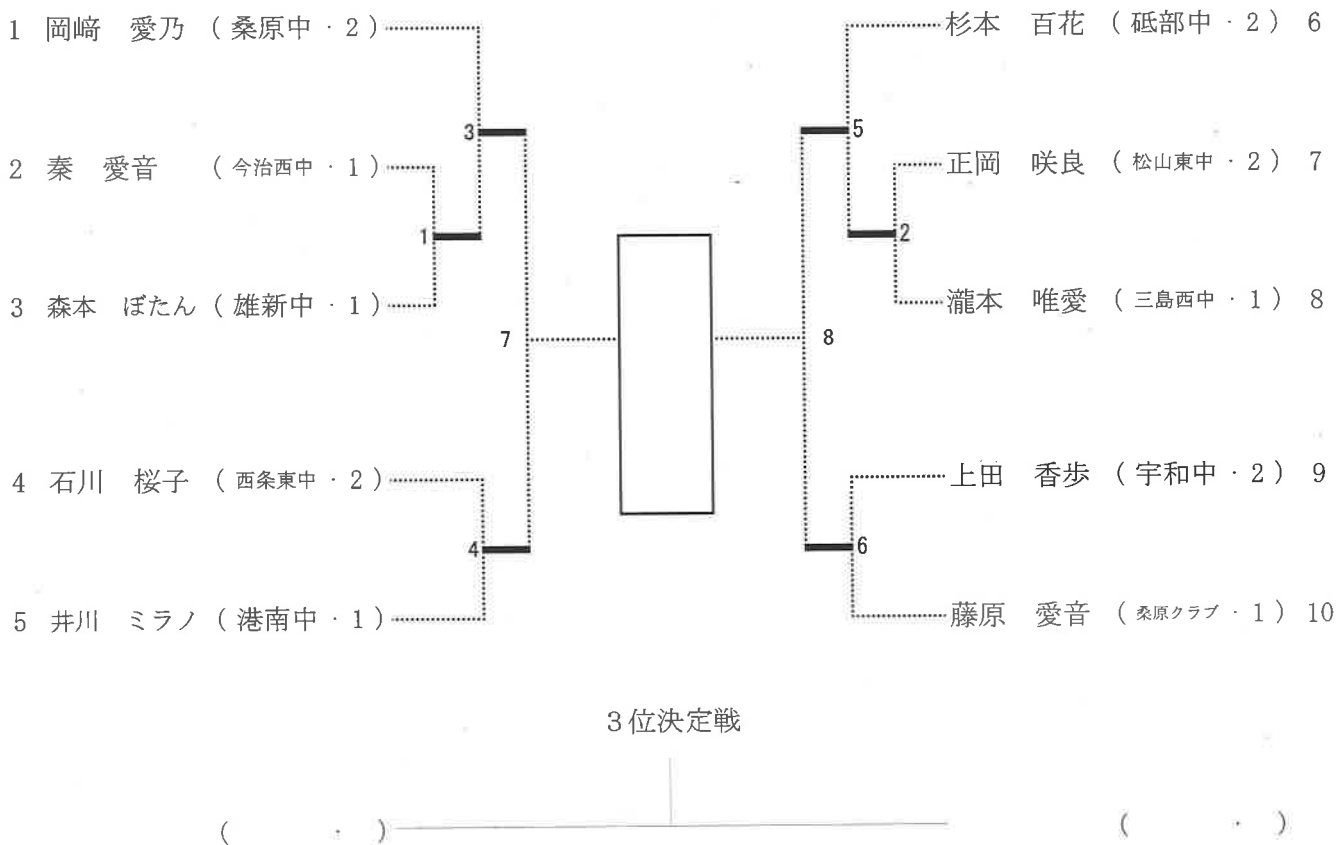 1 岡﨑 愛乃 ( 桑原中 ・ 2 )
2 秦 愛音 ( 今治西中 ・ 1 )
3 森本 ぼたん ( 雄新中 ・ 1 )
4 石川 桜子 ( 西条東中 ・ 2 )
5 井川 ミラノ ( 港南中 ・ 1 )
3
1
7
4
杉本 百花 ( 砥部中 ・ 2 ) 6
正岡 咲良 ( 松山東中 ・ 2 ) 7
瀧本 唯愛 ( 三島西中 ・ 1 ) 8
上田 香歩 ( 宇和中 ・ 2 ) 9
藤原 愛音 ( 桑原クラブ ・ 1 ) 10
5
2
8
6
3位決定戦
( ・ )
( ・ )